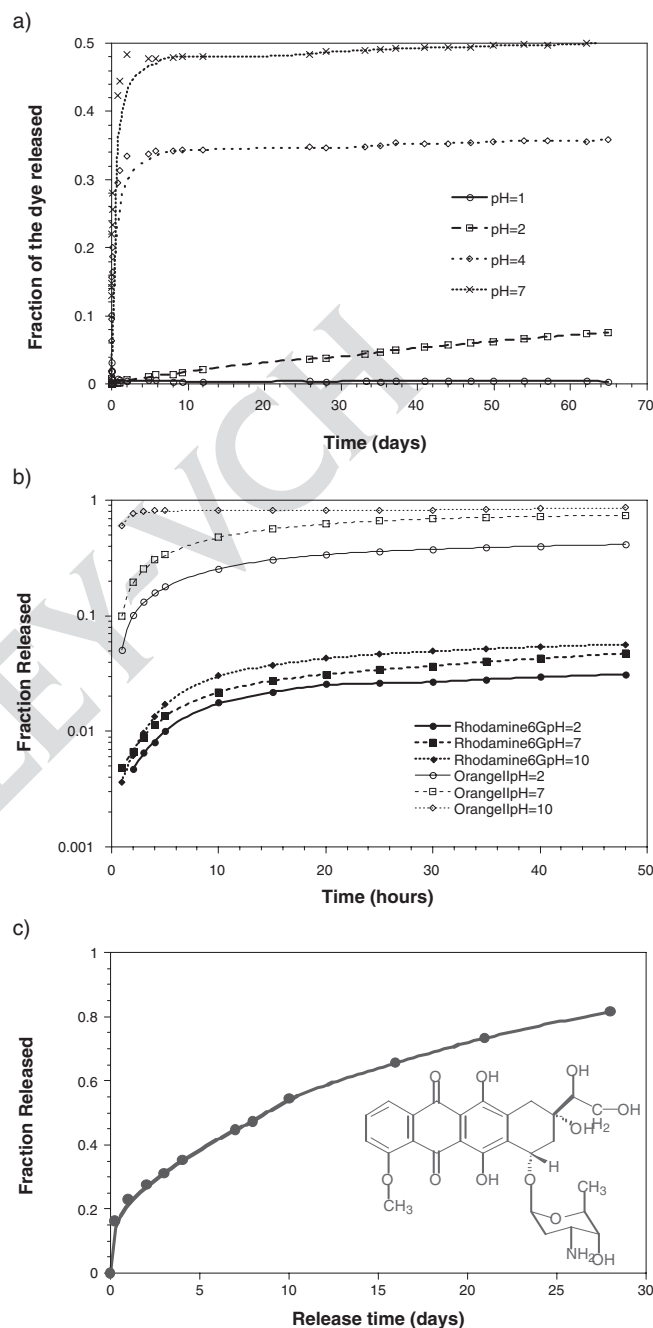 a)
0.5
0.4
0.3
0.2
0.1
0
Fraction of the dye released
pH=1
pH=2
pH=4
pH=7
0 10 20 30 40 50 60 70
Time (days)
b)
1
0.1
0.01
0.001
Fraction Released
Rhodamine6GpH=2
Rhodamine6GpH=7
Rhodamine6GpH=10
OrangeIIpH=2
OrangeIIpH=7
OrangeIIpH=10
0 10 20 30 40 50
Time (hours)
c)
1
0.8
0.6
0.4
0.2
0
Fraction Released
O OH OH
OH
OH H2
O OH H
O O
CH3 CH3
O
NH2
OH
0 5 10 15 20 25 30
Release time (days)
LEY-VCH